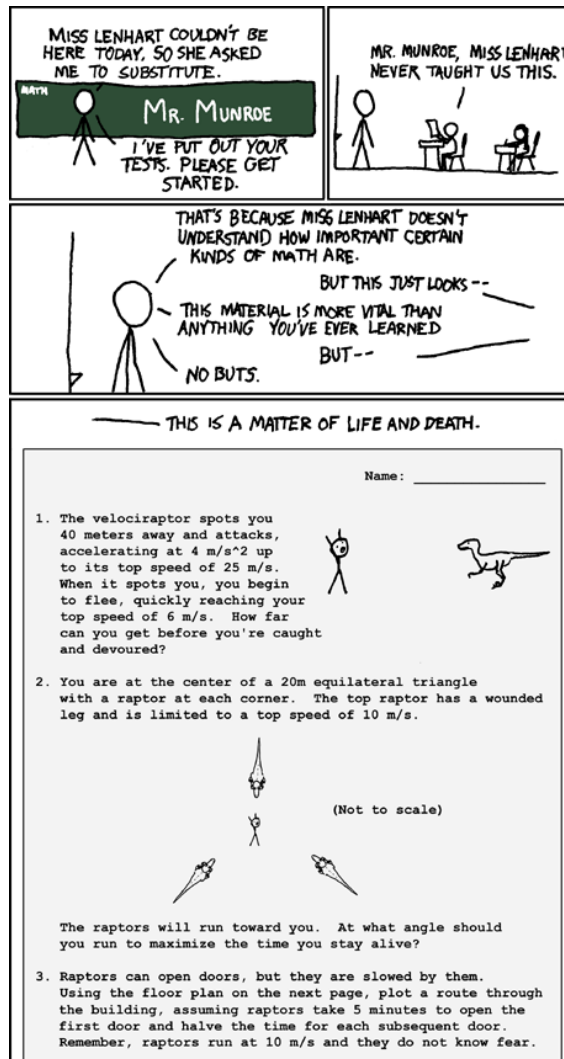 MISS LENHART COULDN'T BE
HERE TODAY, SO SHE ASKED
ME TO SUBSTITUTE.
MATH
MR. MUNROE
I'VE PUT OUT YOUR
TESTS. PLEASE GET
STARTED.
MR. MUNROE, MISS LENHART
NEVER TAUGHT US THIS.
THAT'S BECAUSE MISS LENHART DOESN'T
UNDERSTAND HOW IMPORTANT CERTAIN
KINDS OF MATH ARE.
BUT THIS JUST LOOKS --
THIS MATERIAL IS MORE VITAL THAN
ANYTHING YOU'VE EVER LEARNED
BUT--
NO BUTS.
THIS IS A MATTER OF LIFE AND DEATH.
Name:
1. The velociraptor spots you
40 meters away and attacks,
accelerating at 4 m/s^2 up
to its top speed of 25 m/s.
When it spots you, you begin
to flee, quickly reaching your
top speed of 6 m/s. How far
can you get before you're caught
and devoured?
2. You are at the center of a 20m equilateral triangle
with a raptor at each corner. The top raptor has a wounded
leg and is limited to a top speed of 10 m/s.
(Not to scale)
The raptors will run toward you. At what angle should
you run to maximize the time you stay alive?
3. Raptors can open doors, but they are slowed by them.
Using the floor plan on the next page, plot a route through
the building, assuming raptors take 5 minutes to open the
first door and halve the time for each subsequent door.
Remember, raptors run at 10 m/s and they do not know fear.